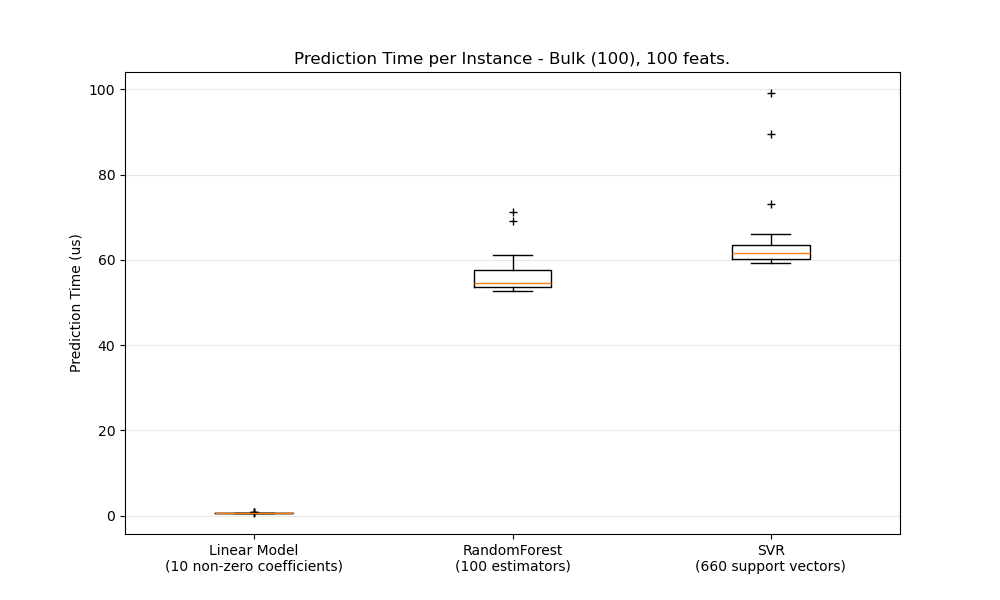 Prediction Time per Instance - Bulk (100), 100 feats.
Prediction Time (us)
100
80
60
40
20
0
Linear Model
(10 non-zero coefficients)
RandomForest
(100 estimators)
SVR
(660 support vectors)